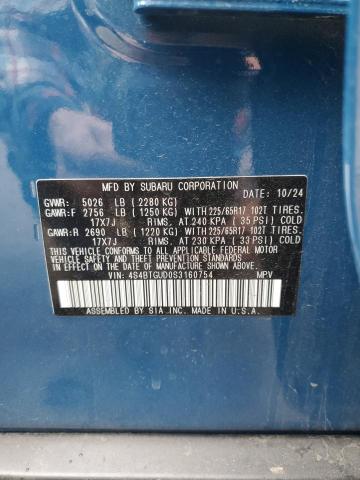 MFD.BY SUBARU CORPORATION DATE: 10/24
GVWR: 5026 LB (2280 KG)
GAWR:F 2756 LB (1250 KG) WITH 225/65R17 102T TIRES.
17X7J RIMS. AT 240 KPA (35 PSI) COLD
GAWR:R 2690 LB (1220 KG) WITH 225/65R17 102T TIRES.
17X7J RIMS. AT 230 KPA (33 PSI) COLD
THIS VEHICLE CONFORMS TO ALL APPLICABLE FEDERAL MOTOR VEHICLE
SAFETY AND THEFT PREVENTION STANDARDS IN EFFECT ON THE DATE OF
MANUFACTURE SHOWN ABOVE.
VIN: 4S4BTGUD0S3160754 MPV
ASSEMBLED BY SIA,INC. MADE IN U.S.A.